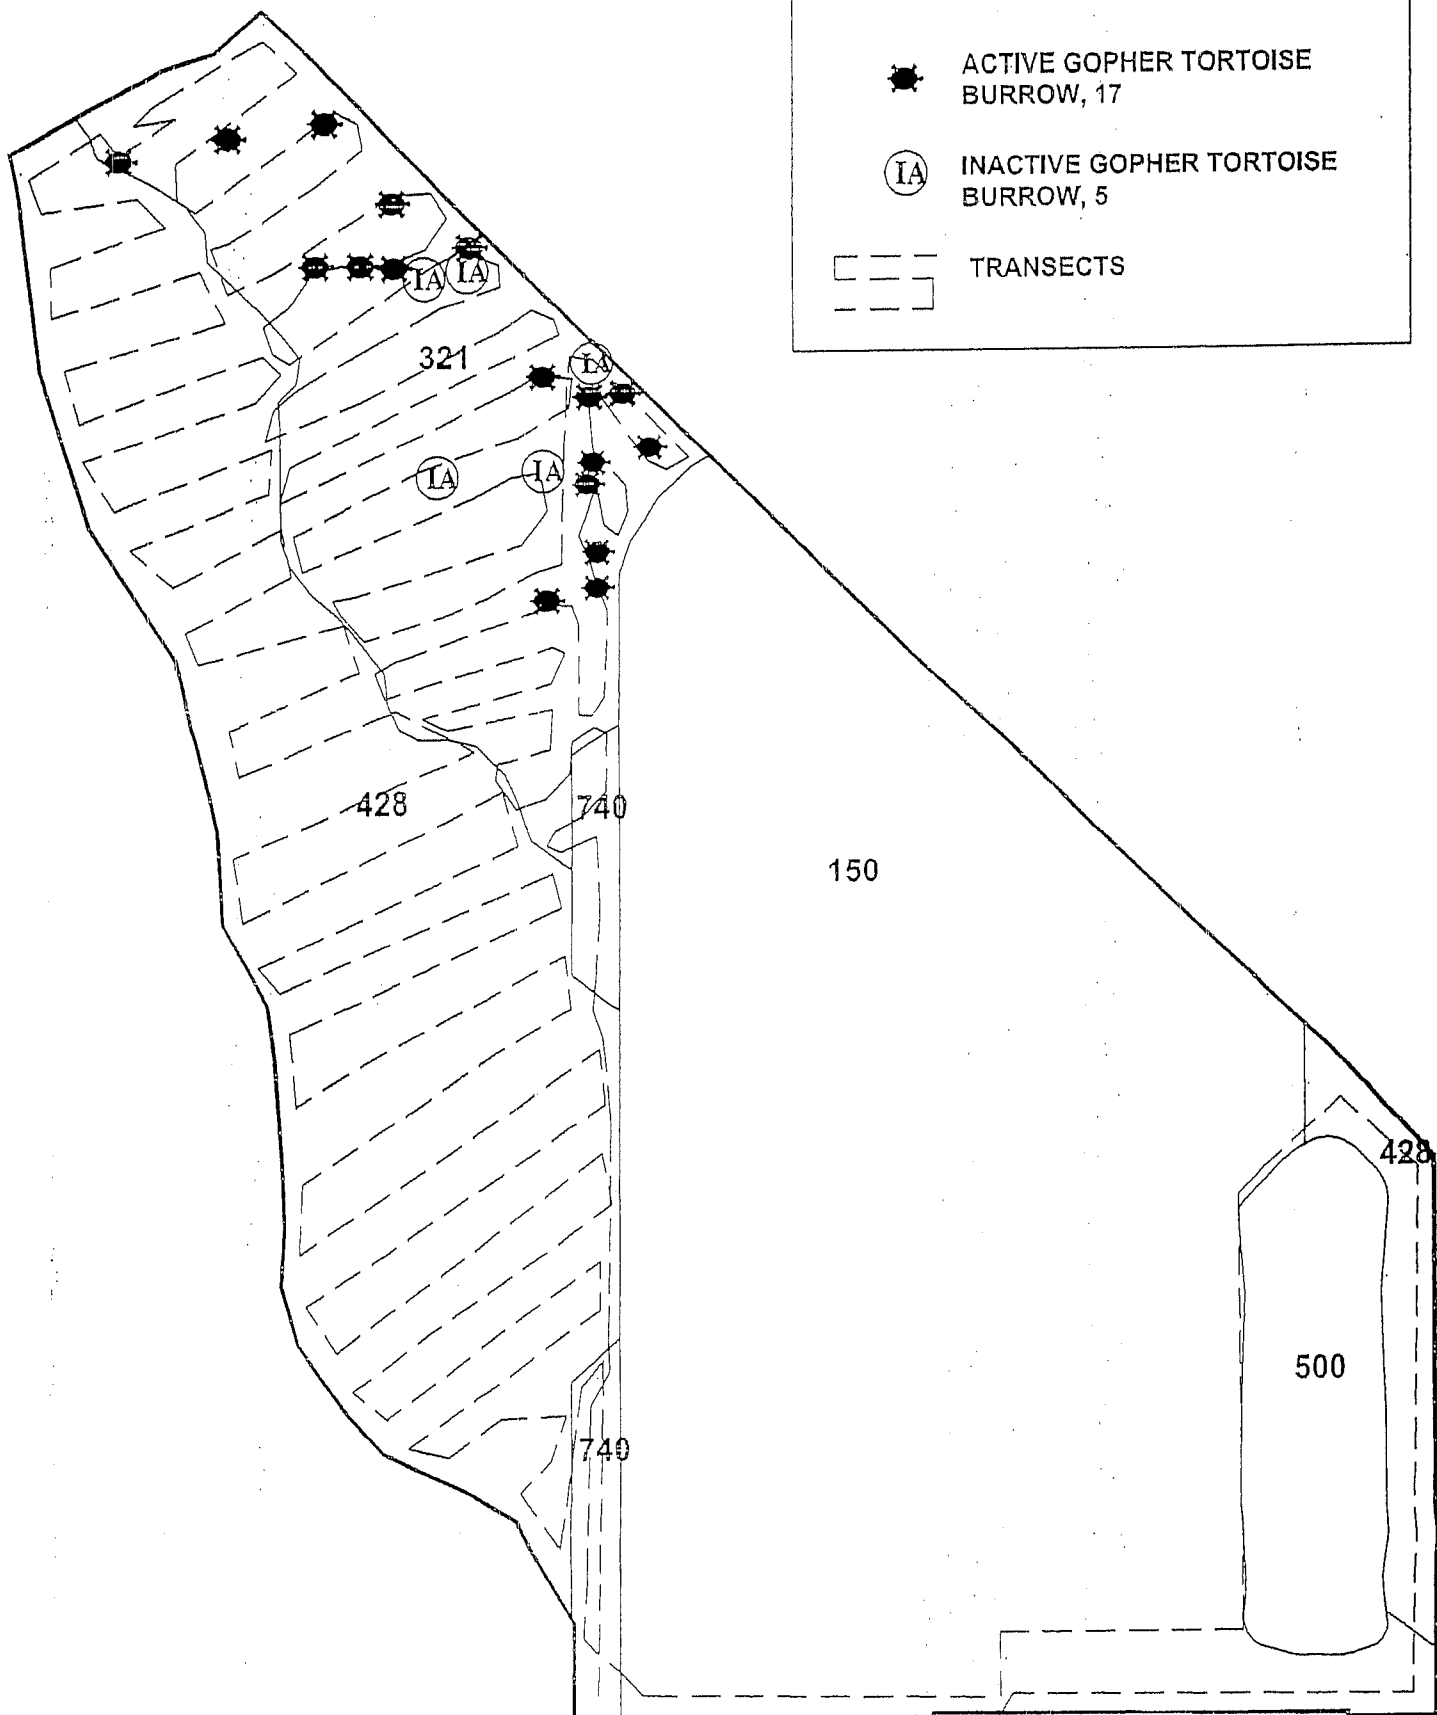 ACTIVE GOPHER TORTOISE
BURROW, 17
IA
INACTIVE GOPHER TORTOISE
BURROW, 5
TRANSECTS
IA
IA
321
IA
IA
IA
428
740
150
428
500
740